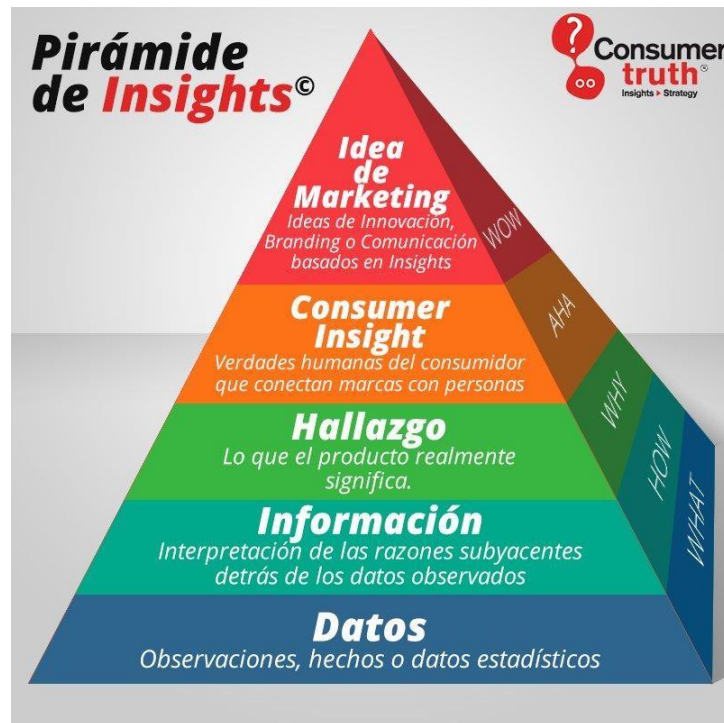 Pirámide
de Insights©
?
Consumer
truth®
Insights ▸ Strategy
Idea
de
Marketing
Ideas de Innovación,
Branding o Comunicación
basados en Insights
WOW
Consumer
Insight
Verdades humanas del consumidor
que conectan marcas con personas
AHA
Hallazgo
Lo que el producto realmente
significa.
WHY
Información
Interpretación de las razones subyacentes
detrás de los datos observados
HOW
Datos
Observaciones, hechos o datos estadísticos
WHAT